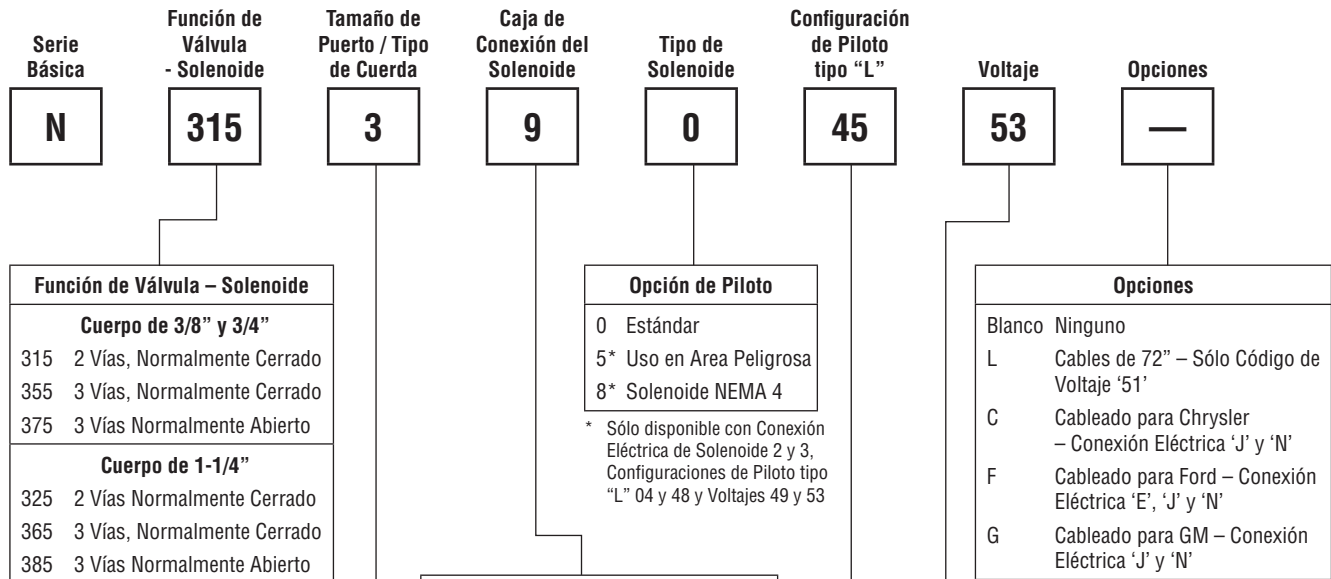 Serie
Básica
Función de
Válvula
- Solenoide
Tamaño de
Puerto / Tipo
de Cuerda
Caja de
Conexión del
Solenoide
Tipo de
Solenoide
Configuración
de Piloto
tipo “L”
Voltaje
Opciones
N
315
3
9
0
45
53
—
Función de Válvula – Solenoide
Cuerpo de 3/8” y 3/4”
315 2 Vías, Normalmente Cerrado
355 3 Vías, Normalmente Cerrado
375 3 Vías Normalmente Abierto
Cuerpo de 1-1/4”
325 2 Vías Normalmente Cerrado
365 3 Vías, Normalmente Cerrado
385 3 Vías Normalmente Abierto
Opción de Piloto
0 Estándar
5* Uso en Area Peligrosa
8* Solenoide NEMA 4
* Sólo disponible con Conexión
Eléctrica de Solenoide 2 y 3,
Configuraciones de Piloto tipo
“L” 04 y 48 y Voltajes 49 y 53
Opciones
Blanco Ninguno
L Cables de 72” – Sólo Código de
Voltaje ‘51’
C Cableado para Chrysler
– Conexión Eléctrica ‘J’ y ‘N’
F Cableado para Ford – Conexión
Eléctrica ‘E’, ‘J’ y ‘N’
G Cableado para GM – Conexión
Eléctrica ‘J’ y ‘N’